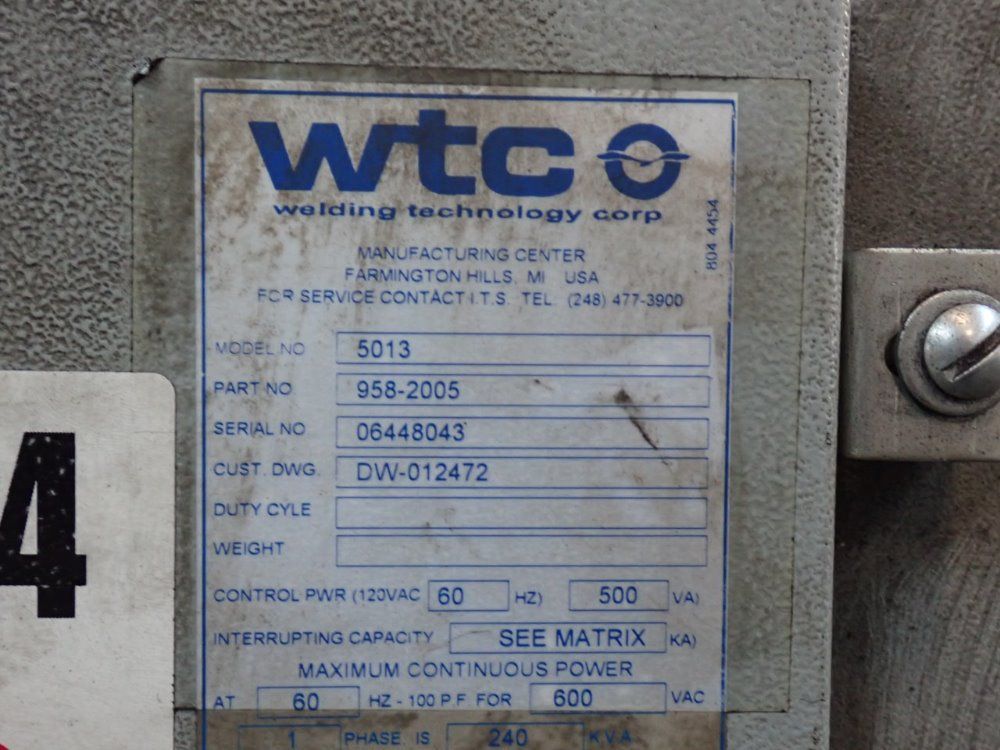 wtc
welding technology corp
804 4454
MANUFACTURING CENTER
FARMINGTON HILLS, MI USA
FOR SERVICE CONTACT I.T.S. TEL. (248) 477-3900
MODEL NO 5013
PART NO 958-2005
SERIAL NO 06448043
CUST. DWG. DW-012472
DUTY CYLE
WEIGHT
CONTROL PWR (120VAC 60 HZ) 500 VA)
INTERRUPTING CAPACITY SEE MATRIX KA)
MAXIMUM CONTINUOUS POWER
AT 60 HZ - 100 P.F. FOR 600 VAC
1 PHASE IS 240 K.V.A.
4